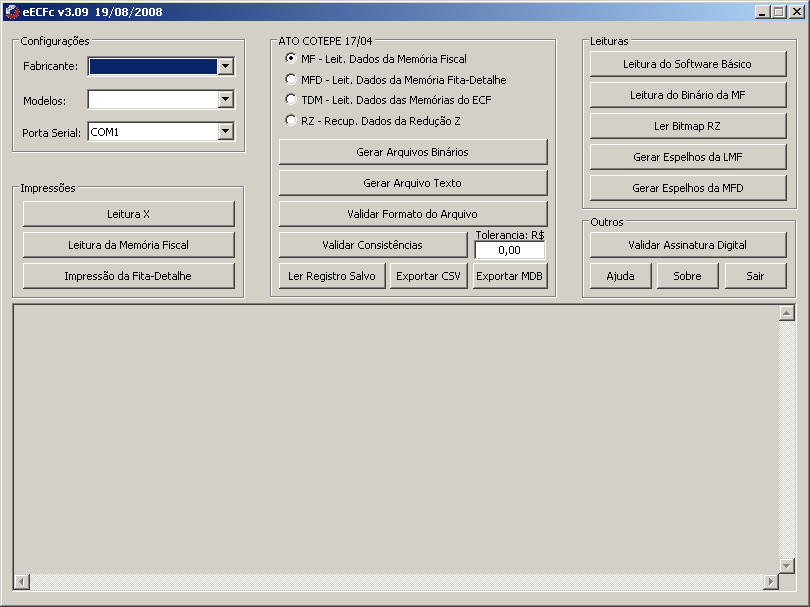 eECFc v3.09 19/08/2008
Configurações
Fabricante:
Modelos:
Porta Serial: COM1
Impressões
Leitura X
Leitura da Memória Fiscal
Impressão da Fita-Detalhe
ATO COTEPE 17/04
MF - Leit. Dados da Memória Fiscal
MFD - Leit. Dados da Memória Fita-Detalhe
TDM - Leit. Dados das Memórias do ECF
RZ - Recup. Dados da Redução Z
Gerar Arquivos Binários
Gerar Arquivo Texto
Validar Formato do Arquivo
Validar Consistências
Tolerancia: R$
0,00
Ler Registro Salvo
Exportar CSV
Exportar MDB
Leituras
Leitura do Software Básico
Leitura do Binário da MF
Ler Bitmap RZ
Gerar Espelhos da LMF
Gerar Espelhos da MFD
Outros
Validar Assinatura Digital
Ajuda
Sobre
Sair